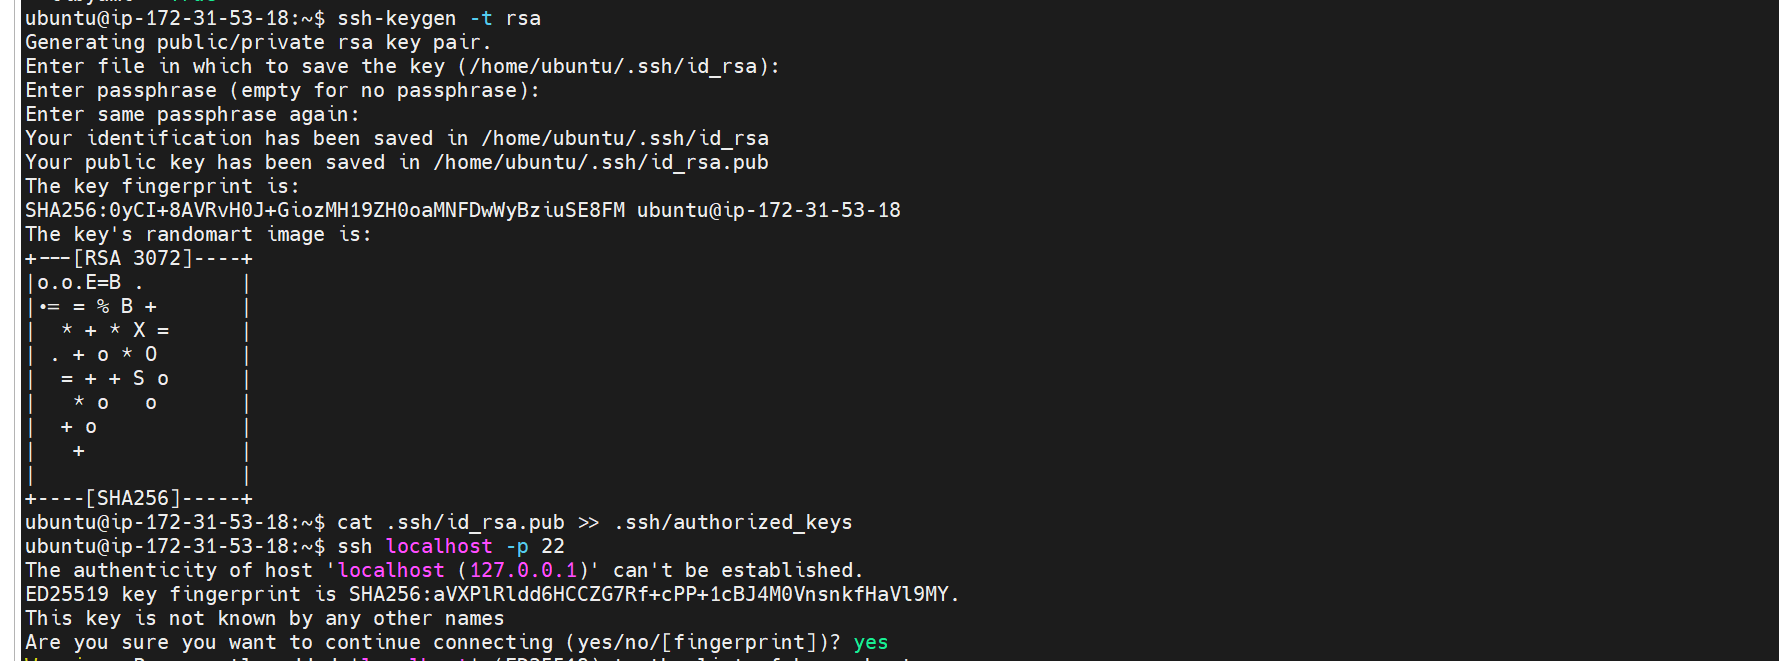 ubuntu@ip-172-31-53-18:~$ ssh-keygen -t rsa
Generating public/private rsa key pair.
Enter file in which to save the key (/home/ubuntu/.ssh/id_rsa):
Enter passphrase (empty for no passphrase):
Enter same passphrase again:
Your identification has been saved in /home/ubuntu/.ssh/id_rsa
Your public key has been saved in /home/ubuntu/.ssh/id_rsa.pub
The key fingerprint is:
SHA256:0yCI+8AVRvH0J+GiozMH19ZH0oaMNFDwWyBziuSE8FM ubuntu@ip-172-31-53-18
The key's randomart image is:
+---[RSA 3072]----+
|o.o.E=B .        |
|•= = % B +       |
|  * + * X =      |
| . + o * O       |
|  = + + S o      |
|   * o   o       |
|  + o            |
|   +             |
|                 |
+----[SHA256]-----+
ubuntu@ip-172-31-53-18:~$ cat .ssh/id_rsa.pub >> .ssh/authorized_keys
ubuntu@ip-172-31-53-18:~$ ssh localhost -p 22
The authenticity of host 'localhost (127.0.0.1)' can't be established.
ED25519 key fingerprint is SHA256:aVXPlRldd6HCCZG7Rf+cPP+1cBJ4M0VnsnkfHaVl9MY.
This key is not known by any other names
Are you sure you want to continue connecting (yes/no/[fingerprint])? yes